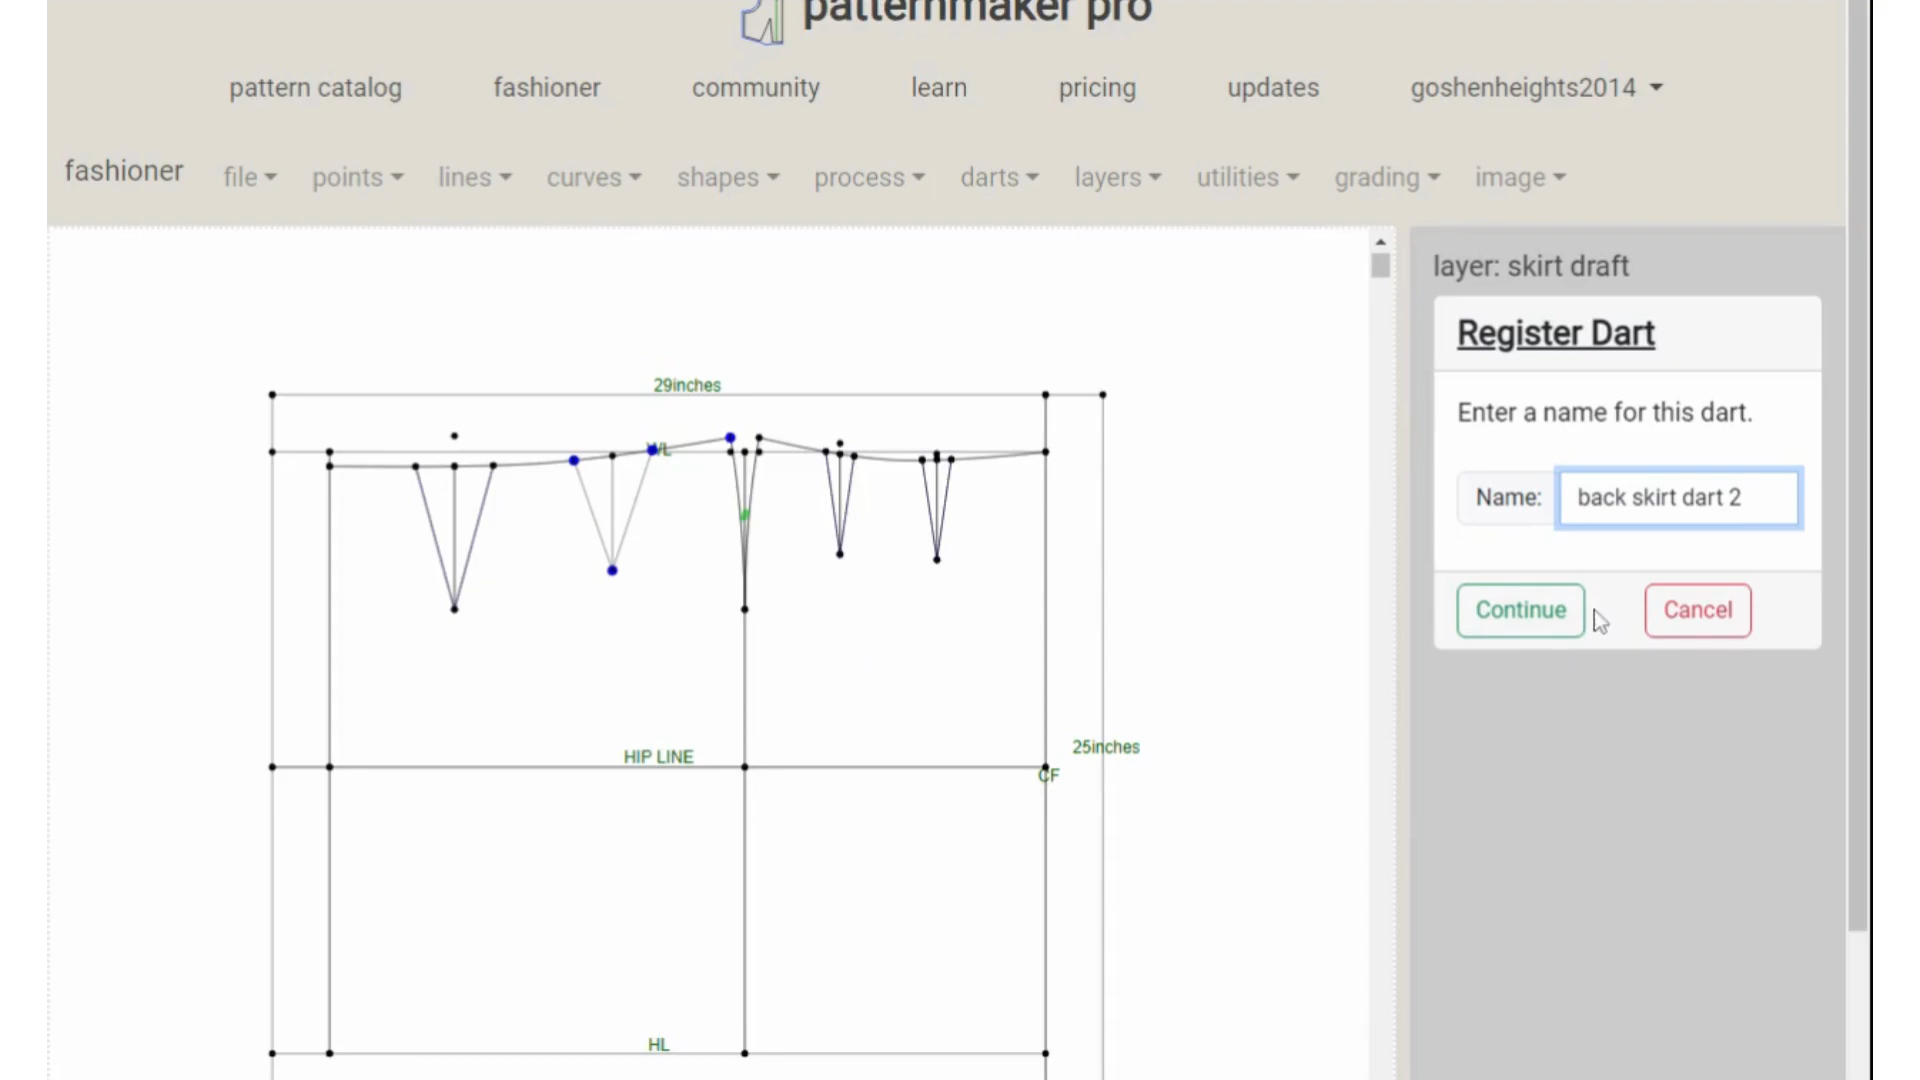 patternmaker pro
pattern catalog fashioner community learn pricing updates goshenheights2014
fashioner file points lines curves shapes process darts layers utilities grading image
layer: skirt draft
Register Dart
Enter a name for this dart.
Name: back skirt dart 2
Continue Cancel
29inches
WL
HIP LINE
25inches
CF
HL